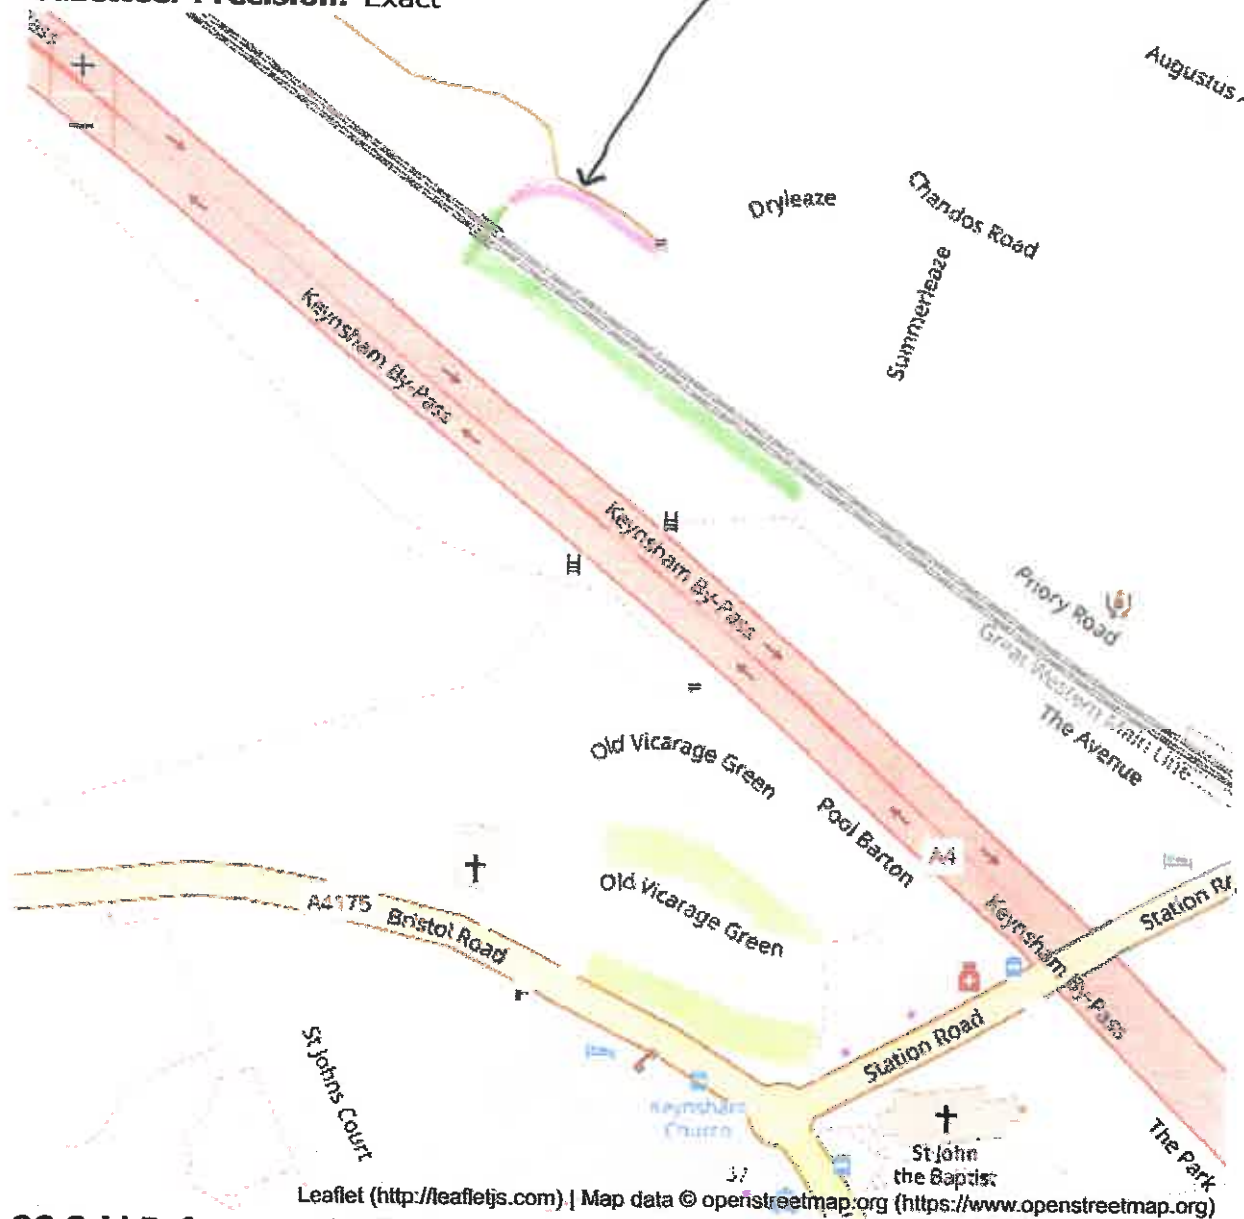 Precision: Exact
+
Augustus
Dryleaze
Chandos Road
Summerleaze
Keynsham By-Pass
Keynsham By-Pass
Priory Road
Great Western Main Line
The Avenue
Old Vicarage Green
Pool Barton
A4
Old Vicarage Green
A4175
Bristol Road
Keynsham By-Pass
Station Rd
Station Road
St Johns Court
Keynsham
Church
St John
the Baptist
The Park
37
Leaflet (http://leafletjs.com) | Map data © openstreetmap.org (https://www.openstreetmap.org)